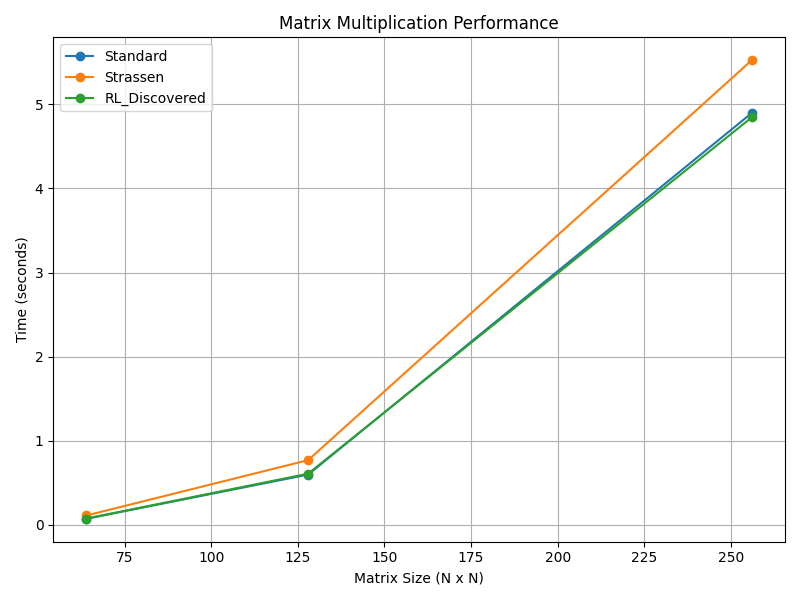 Matrix Multiplication Performance
Standard
Strassen
RL_Discovered
Time (seconds)
5
4
3
2
1
0
75 100 125 150 175 200 225 250
Matrix Size (N x N)